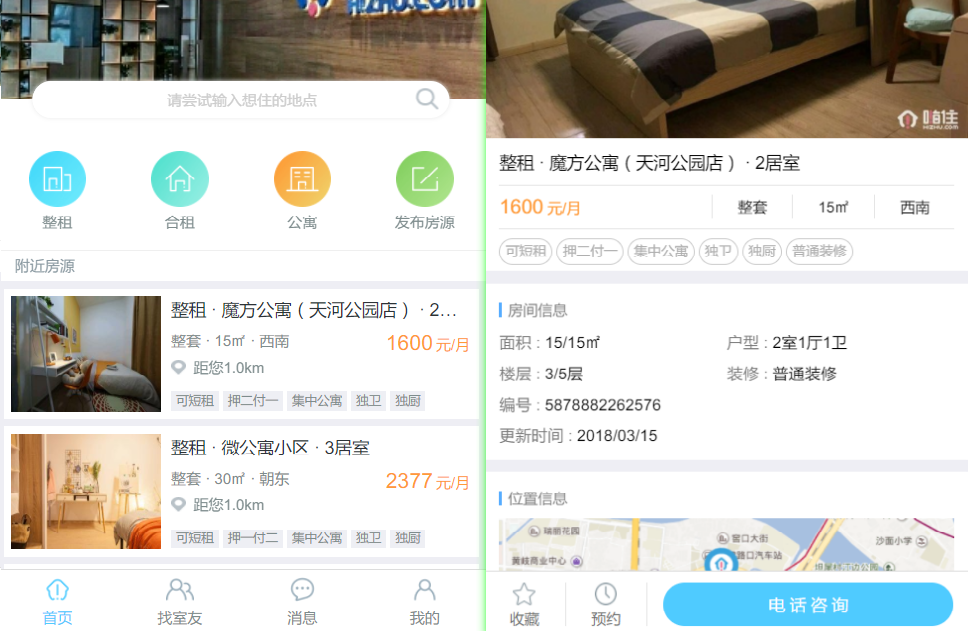 HIZHU.COM
请尝试输入想住的地点
整租
合租
公寓
发布房源
附近房源
整租 · 魔方公寓（天河公园店） · 2...
整套 · 15㎡ · 西南
1600 元/月
距您1.0km
可短租 押二付一 集中公寓 独卫 独厨
整租 · 微公寓小区 · 3居室
整套 · 30㎡ · 朝东
2377 元/月
距您1.0km
可短租 押一付二 集中公寓 独卫 独厨
首页
找室友
消息
我的
嗨住
HIZHU.COM
整租 · 魔方公寓（天河公园店） · 2居室
1600 元/月
整套
15㎡
西南
可短租 押二付一 集中公寓 独卫 独厨 普通装修
房间信息
面积 : 15/15㎡
户型 : 2室1厅1卫
楼层 : 3/5层
装修 : 普通装修
编号 : 5878882262576
更新时间 : 2018/03/15
位置信息
瑞丽花园
营口大街
沙面小学
黄岐商业中心
路口汽车站
收藏
预约
电话咨询